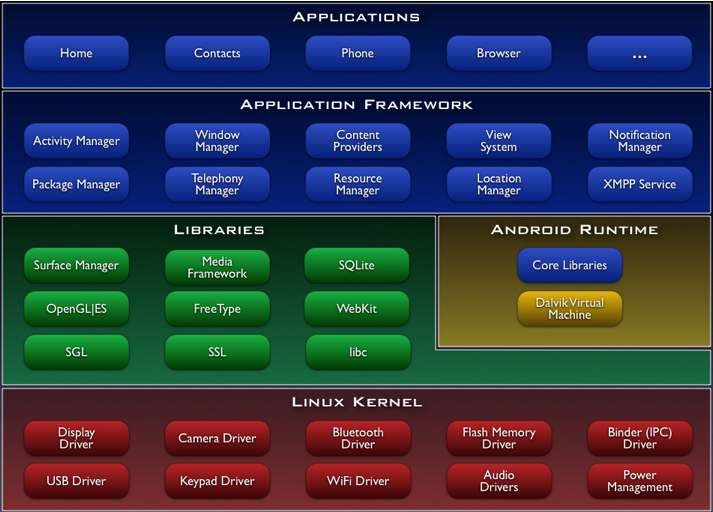 APPLICATIONS
Home
Contacts
Phone
Browser
...
APPLICATION FRAMEWORK
Activity Manager
Window
Manager
Content
Providers
View
System
Notification
Manager
Package Manager
Telephony
Manager
Resource
Manager
Location
Manager
XMPP Service
LIBRARIES
Surface Manager
Media
Framework
SQLite
OpenGL|ES
FreeType
WebKit
SGL
SSL
libc
ANDROID RUNTIME
Core Libraries
Dalvik Virtual
Machine
LINUX KERNEL
Display
Driver
Camera Driver
Bluetooth
Driver
Flash Memory
Driver
Binder (IPC)
Driver
USB Driver
Keypad Driver
WiFi Driver
Audio
Drivers
Power
Management